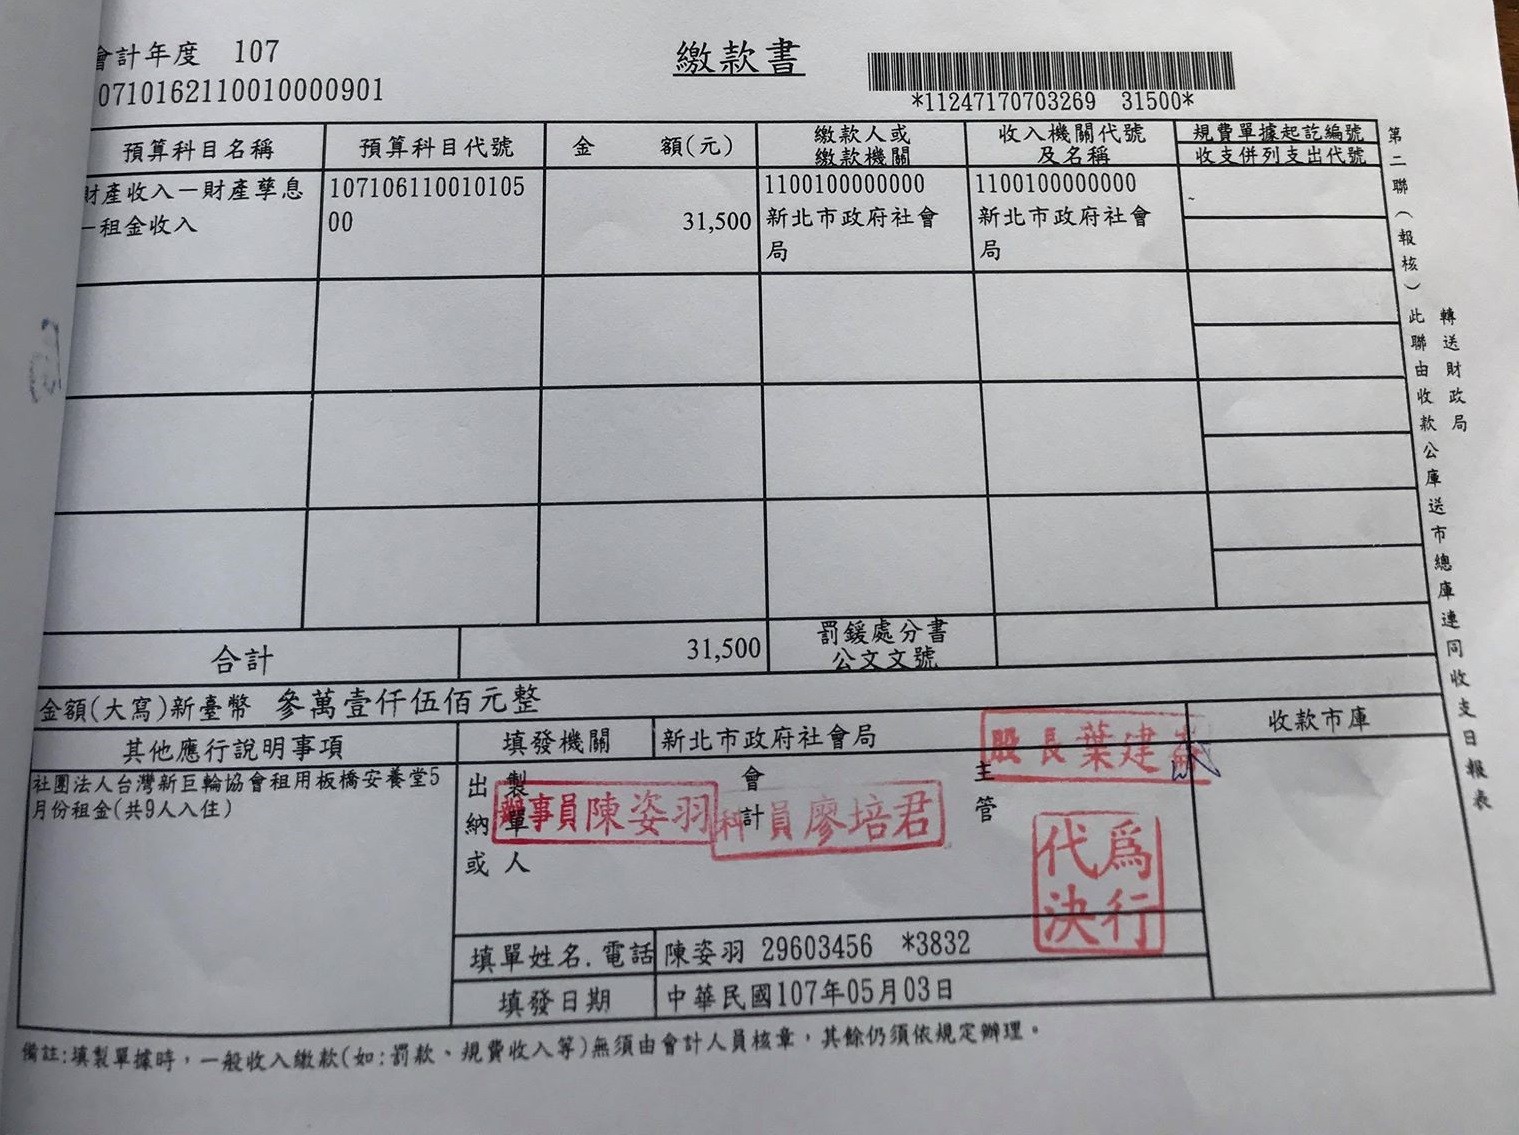 會計年度 107
繳款書
0710162110010000901
*11247170703269 31500*
預算科目名稱
預算科目代號
金 額(元)
繳款人或
繳款機關
收入機關代號
及名稱
規費單據起訖編號
收支併列支出代號
財產收入－財產孳息
－租金收入
107106110010105
00
31,500
1100100000000
新北市政府社會
局
1100100000000
新北市政府社會
局
合計
31,500
罰鍰處分書
公文文號
金額(大寫)新臺幣 參萬壹仟伍佰元整
其他應行說明事項
填發機關
新北市政府社會局
收款市庫
社團法人台灣新巨輪協會租用板橋安養堂5
月份租金(共9人入住)
出納或
製單人
辦事員陳姿羽
會計
科員廖培君
主管
股長葉建
代為
決行
填單姓名.電話
陳姿羽 29603456 *3832
填發日期
中華民國107年05月03日
備註:填製單據時，一般收入繳款(如:罰款、規費收入等)無須由會計人員核章，其餘仍須依規定辦理。
第二聯(報核)
此聯由收款公庫送市總庫連同收支日報表
轉送財政局